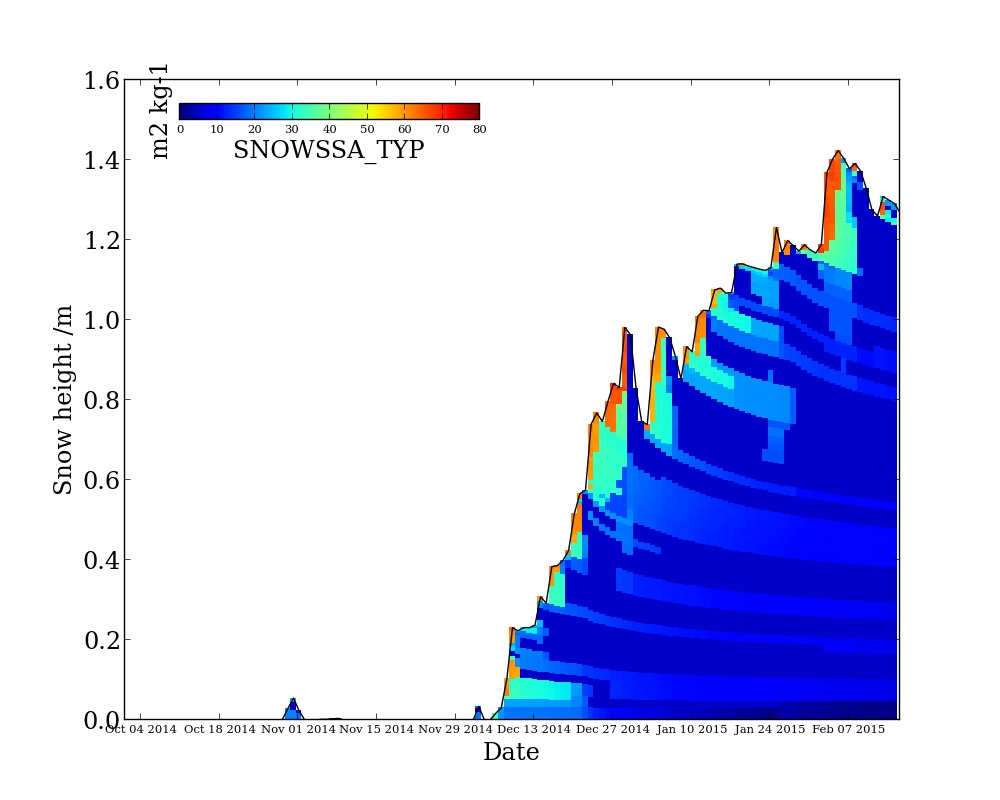 1.6
1.4
1.2
1.0
0.8
0.6
0.4
0.2
0.0
Snow height /m
m2 kg-1
0 10 20 30 40 50 60 70 80
SNOWSSA_TYP
Oct 04 2014 Oct 18 2014 Nov 01 2014 Nov 15 2014 Nov 29 2014 Dec 13 2014 Dec 27 2014 Jan 10 2015 Jan 24 2015 Feb 07 2015
Date